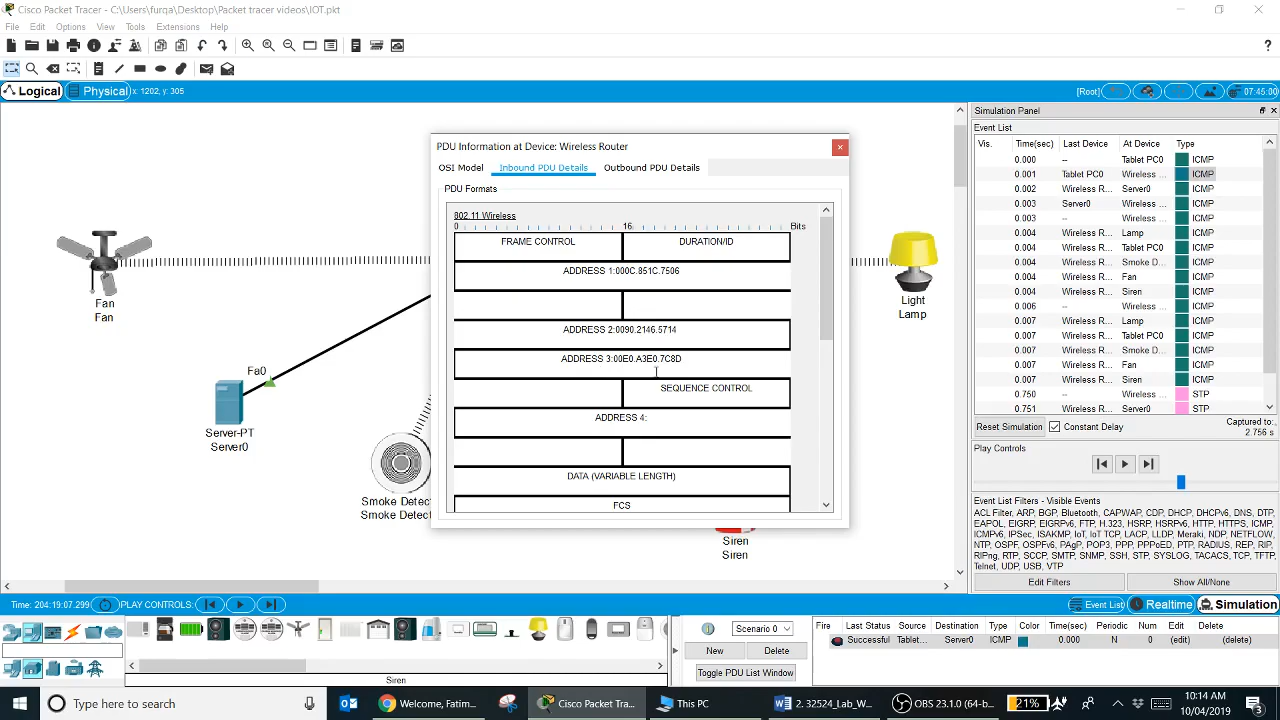 Cisco Packet Tracer - C:\Users\furqa\Desktop\Packet tracer videos\IOT.pkt
File Edit Options View Tools Extensions Help
Logical Physical x: 1202, y: 305 [Root] 07:45:00
Simulation Panel
Event List
Vis. Time(sec) Last Device At Device Type
0.000 -- Tablet PC0 ICMP
0.001 Tablet PC0 Wireless ... ICMP
0.002 Wireless R... Server0 ICMP
0.003 Server0 Wireless ... ICMP
0.003 -- Wireless ... ICMP
0.004 Wireless R... Lamp ICMP
0.004 Wireless R... Tablet PC0 ICMP
0.004 Wireless R... Smoke D... ICMP
0.004 Wireless R... Fan ICMP
0.004 Wireless R... Siren ICMP
0.006 -- Wireless ... ICMP
0.007 Wireless R... Lamp ICMP
0.007 Wireless R... Tablet PC0 ICMP
0.007 Wireless R... Smoke D... ICMP
0.007 Wireless R... Fan ICMP
0.007 Wireless R... Siren ICMP
0.750 -- Wireless ... STP
0.751 Wireless R... Server0 STP
Reset Simulation Constant Delay Captured to:
2.756 s
Play Controls
Event List Filters - Visible Events
ACL Filter, ARP, BGP, Bluetooth, CAPWAP, CDP, DHCP, DHCPv6, DNS, DTP,
EAPOL, EIGRP, EIGRPv6, FTP, H.323, HSRP, HSRPv6, HTTP, HTTPS, ICMP,
ICMPv6, IPSec, ISAKMP, IoT, IoT TCP, LACP, LLDP, Meraki, NDP, NETFLOW,
NTP, OSPF, OSPFv6, PAgP, POP3, PPP, PPPoED, PTP, RADIUS, REP, RIP,
RIPng, RTP, SCCP, SMTP, SNMP, SSH, STP, SYSLOG, TACACS, TCP, TFTP,
Telnet, UDP, USB, VTP
Edit Filters Show All/None
PDU Information at Device: Wireless Router
OSI Model Inbound PDU Details Outbound PDU Details
PDU Formats
802.11 Wireless
0 16 Bits
FRAME CONTROL DURATION/ID
ADDRESS 1:000C.851C.7506
ADDRESS 2:0090.2146.5714
ADDRESS 3:00E0.A3E0.7C8D
SEQUENCE CONTROL
ADDRESS 4:
DATA (VARIABLE LENGTH)
FCS
Fan
Fan
Light
Lamp
Fa0
Server-PT
Server0
Smoke Detect
Smoke Detect
Siren
Siren
Time: 204:19:07.299 PLAY CONTROLS: Event List Realtime Simulation
Siren
Scenario 0
New Delete
Toggle PDU List Window
Fire Last Status Source Destination Type Color Time(sec) Periodic Num Edit Delete
Successful Tablet... Server0 ICMP 0.000 N 0 (edit) (delete)
Type here to search
Welcome, Fatim...
Cisco Packet Tra...
This PC
2. 32524_Lab_W...
OBS 23.1.0 (64-b...
21%
10:14 AM
10/04/2019
3